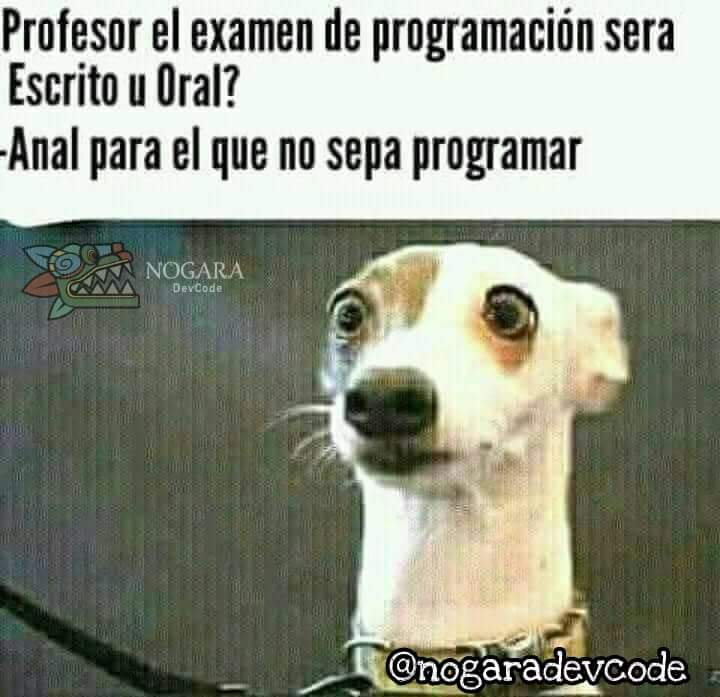 Profesor el examen de programación sera
Escrito u Oral?
-Anal para el que no sepa programar
NOGARA
DevCode
@nogaradevcode